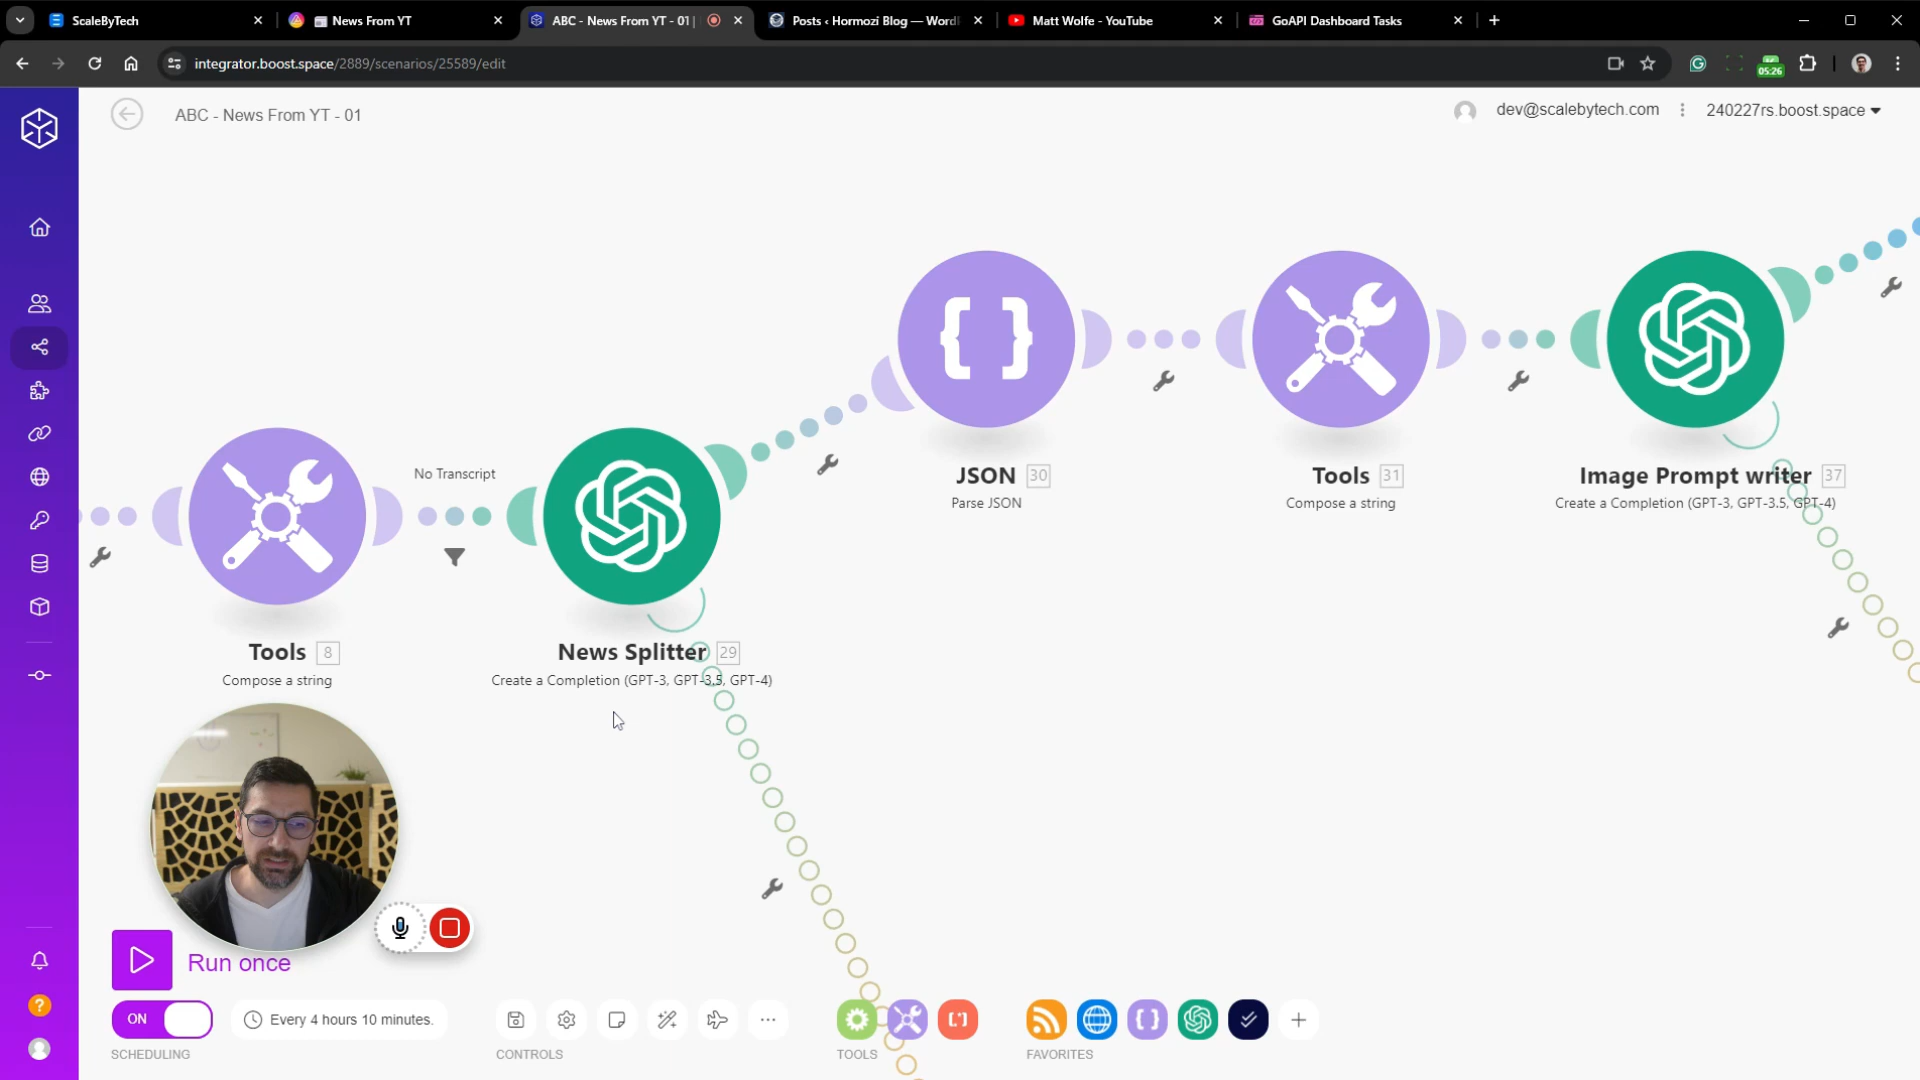 ScaleByTech
News From YT
ABC - News From YT - 01 |
Posts ‹ Hormozi Blog — Word
Matt Wolfe - YouTube
GoAPI Dashboard Tasks
integrator.boost.space/2889/scenarios/25589/edit
05:26
ABC - News From YT - 01
dev@scalebytech.com
240227rs.boost.space
No Transcript
JSON 30
Parse JSON
Tools 31
Compose a string
Image Prompt writer 37
Create a Completion (GPT-3, GPT-3.5, GPT-4)
Tools 8
Compose a string
News Splitter 29
Create a Completion (GPT-3, GPT-3.5, GPT-4)
Run once
ON
Every 4 hours 10 minutes.
SCHEDULING
CONTROLS
TOOLS
FAVORITES